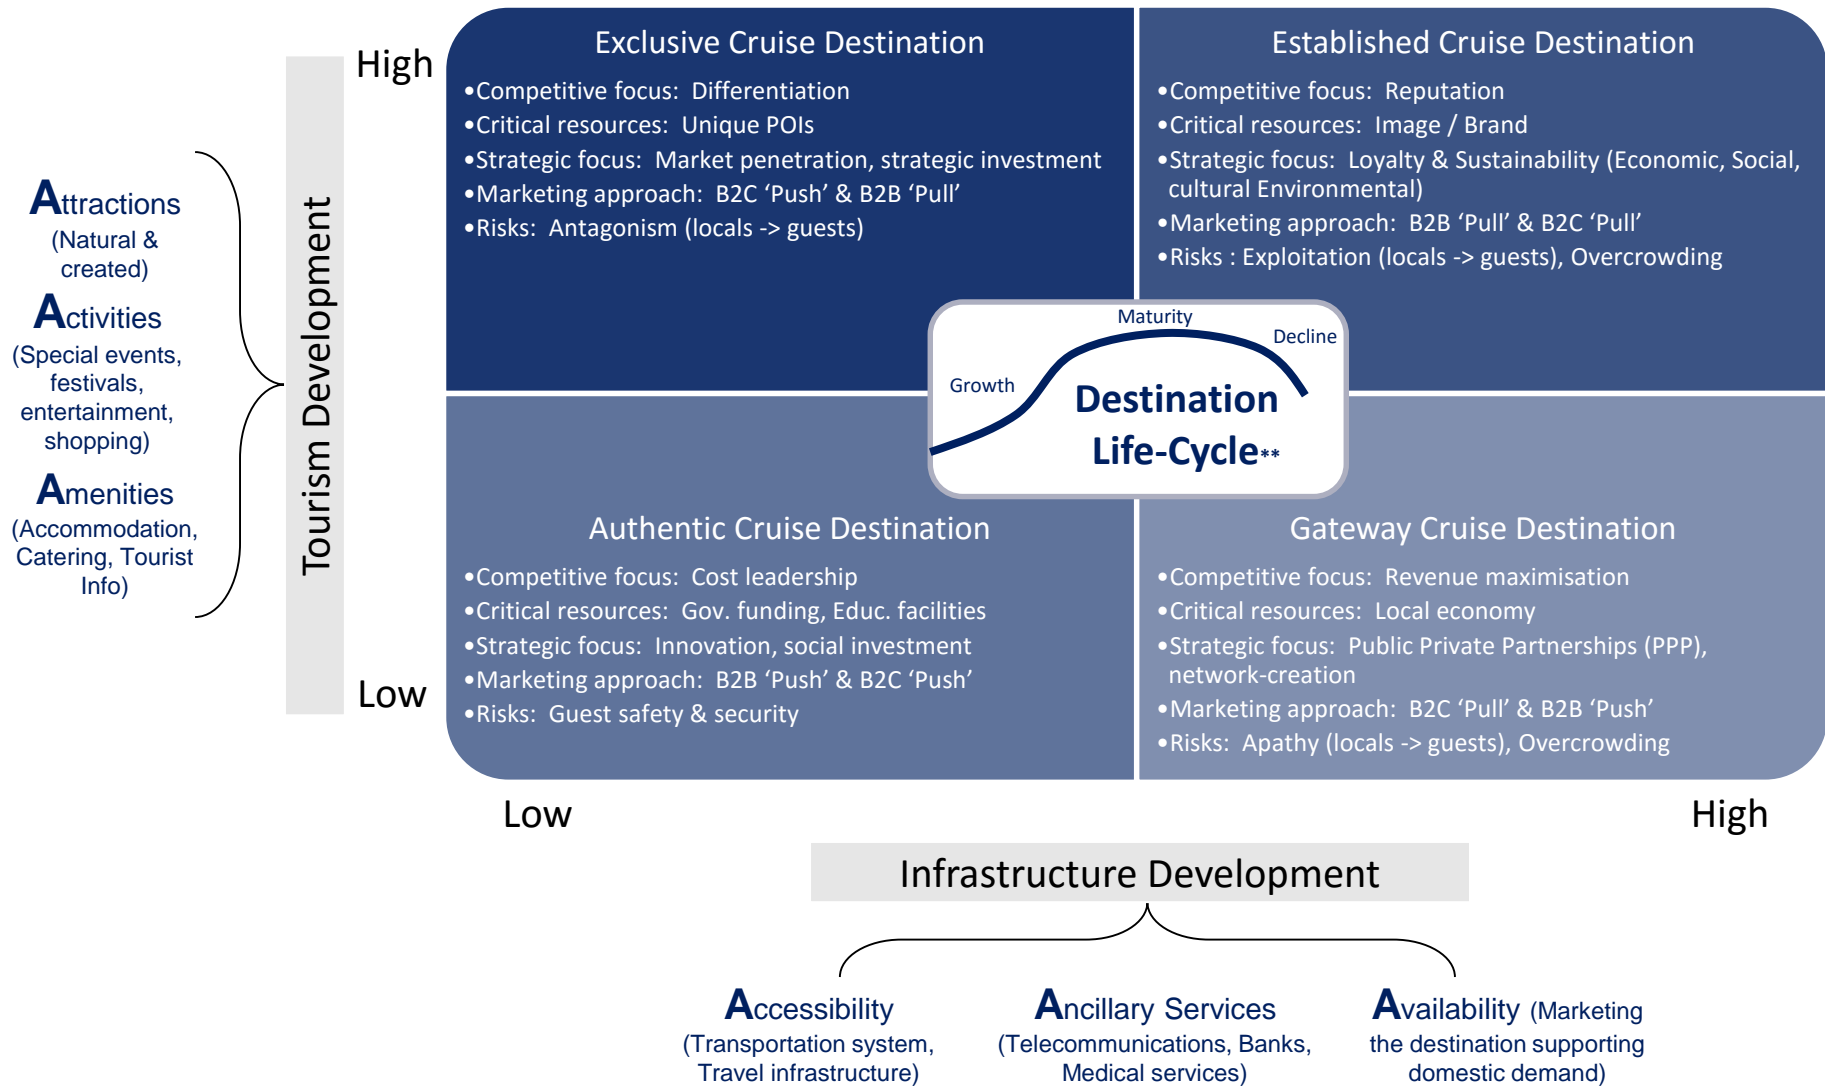 High
Low
Tourism Development
Attractions
(Natural &
created)
Activities
(Special events,
festivals,
entertainment,
shopping)
Amenities
(Accommodation,
Catering, Tourist
Info)
Exclusive Cruise Destination
•Competitive focus: Differentiation
•Critical resources: Unique POIs
•Strategic focus: Market penetration, strategic investment
•Marketing approach: B2C ‘Push’ & B2B ‘Pull’
•Risks: Antagonism (locals -> guests)
Established Cruise Destination
•Competitive focus: Reputation
•Critical resources: Image / Brand
•Strategic focus: Loyalty & Sustainability (Economic, Social,
cultural Environmental)
•Marketing approach: B2B ‘Pull’ & B2C ‘Pull’
•Risks : Exploitation (locals -> guests), Overcrowding
Growth
Maturity
Decline
Destination
Life-Cycle**
Authentic Cruise Destination
•Competitive focus: Cost leadership
•Critical resources: Gov. funding, Educ. facilities
•Strategic focus: Innovation, social investment
•Marketing approach: B2B ‘Push’ & B2C ‘Push’
•Risks: Guest safety & security
Gateway Cruise Destination
•Competitive focus: Revenue maximisation
•Critical resources: Local economy
•Strategic focus: Public Private Partnerships (PPP),
network-creation
•Marketing approach: B2C ‘Pull’ & B2B ‘Push’
•Risks: Apathy (locals -> guests), Overcrowding
Low
High
Infrastructure Development
Accessibility
(Transportation system,
Travel infrastructure)
Ancillary Services
(Telecommunications, Banks,
Medical services)
Availability (Marketing
the destination supporting
domestic demand)